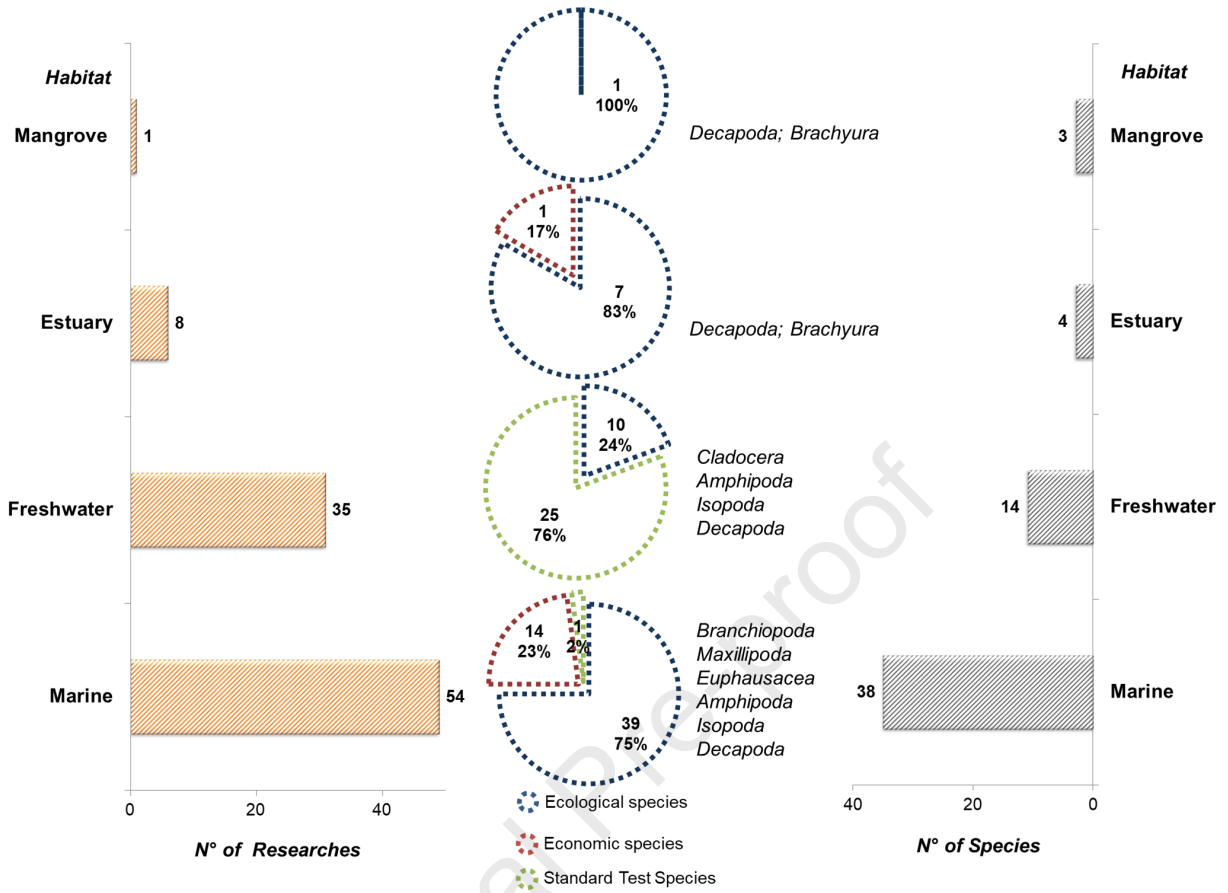 Habitat
Mangrove
1
Estuary
8
Freshwater
35
Marine
54
0
20
40
N° of Researches
1
100%
Decapoda; Brachyura
1
17%
7
83%
Decapoda; Brachyura
10
24%
25
76%
Cladocera
Amphipoda
Isopoda
Decapoda
14
23%
1
2%
39
75%
Branchiopoda
Maxillipoda
Euphausacea
Amphipoda
Isopoda
Decapoda
Ecological species
Economic species
Standard Test Species
Habitat
3
Mangrove
4
Estuary
14
Freshwater
38
Marine
40
20
0
N° of Species
al Pre-proof